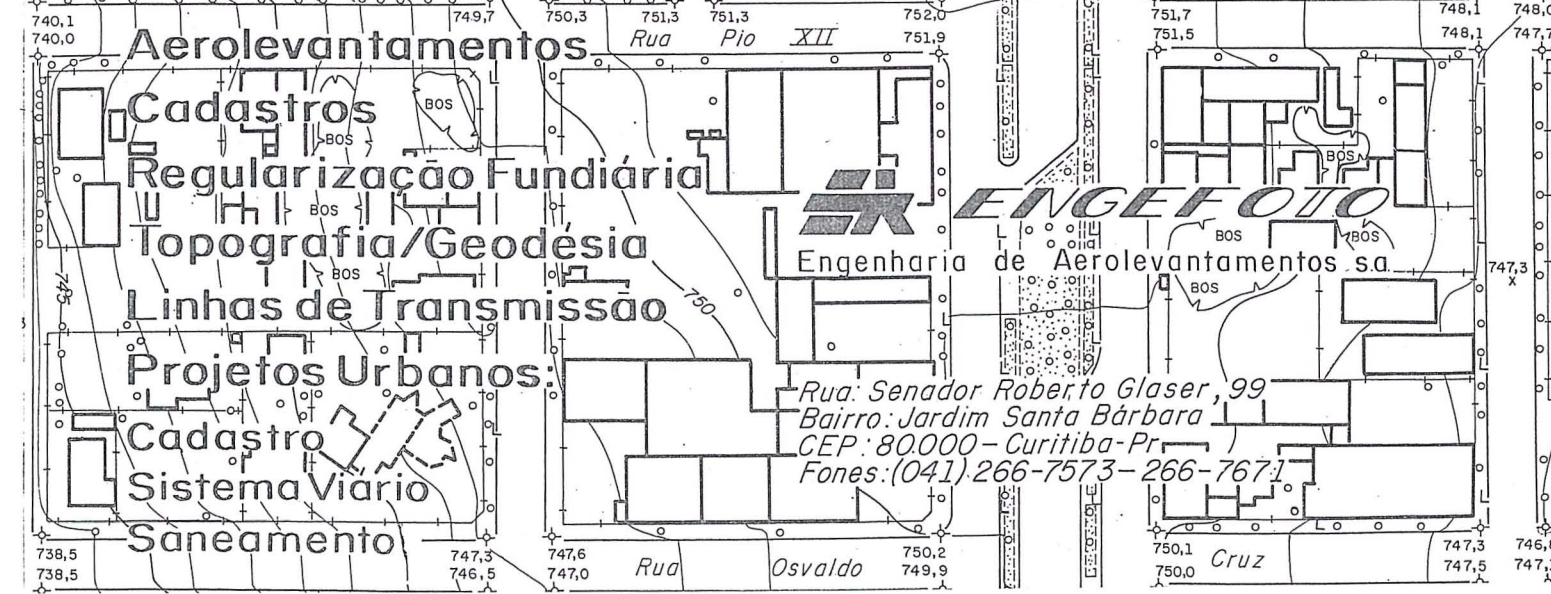 740,1
740,0
749,7
750,3
751,3
751,3
752,0
751,9
751,7
751,5
748,1
748,1
748,0
Rua Pio XII
Aerolevantamentos
Cadastros
Regularização Fundiária
Topografia/Geodésia
Linhas de Transmissão
Projetos Urbanos:
Cadastro
Sistema Viário
Saneamento
BOS
BOS
BOS
BOS
745
750
ENGEFOTO
Engenharia de Aerolevantamentos s.a
BOS
BOS
BOS
BOS
747,3
x
Rua: Senador Roberto Glaser, 99
Bairro: Jardim Santa Bárbara
CEP: 80.000-Curitiba-Pr
Fones: (041) 266-7573-266-7671
738,5
738,5
747,3
746,5
747,6
747,0
Rua Osvaldo Cruz
750,2
749,9
750,1
750,0
747,3
747,5